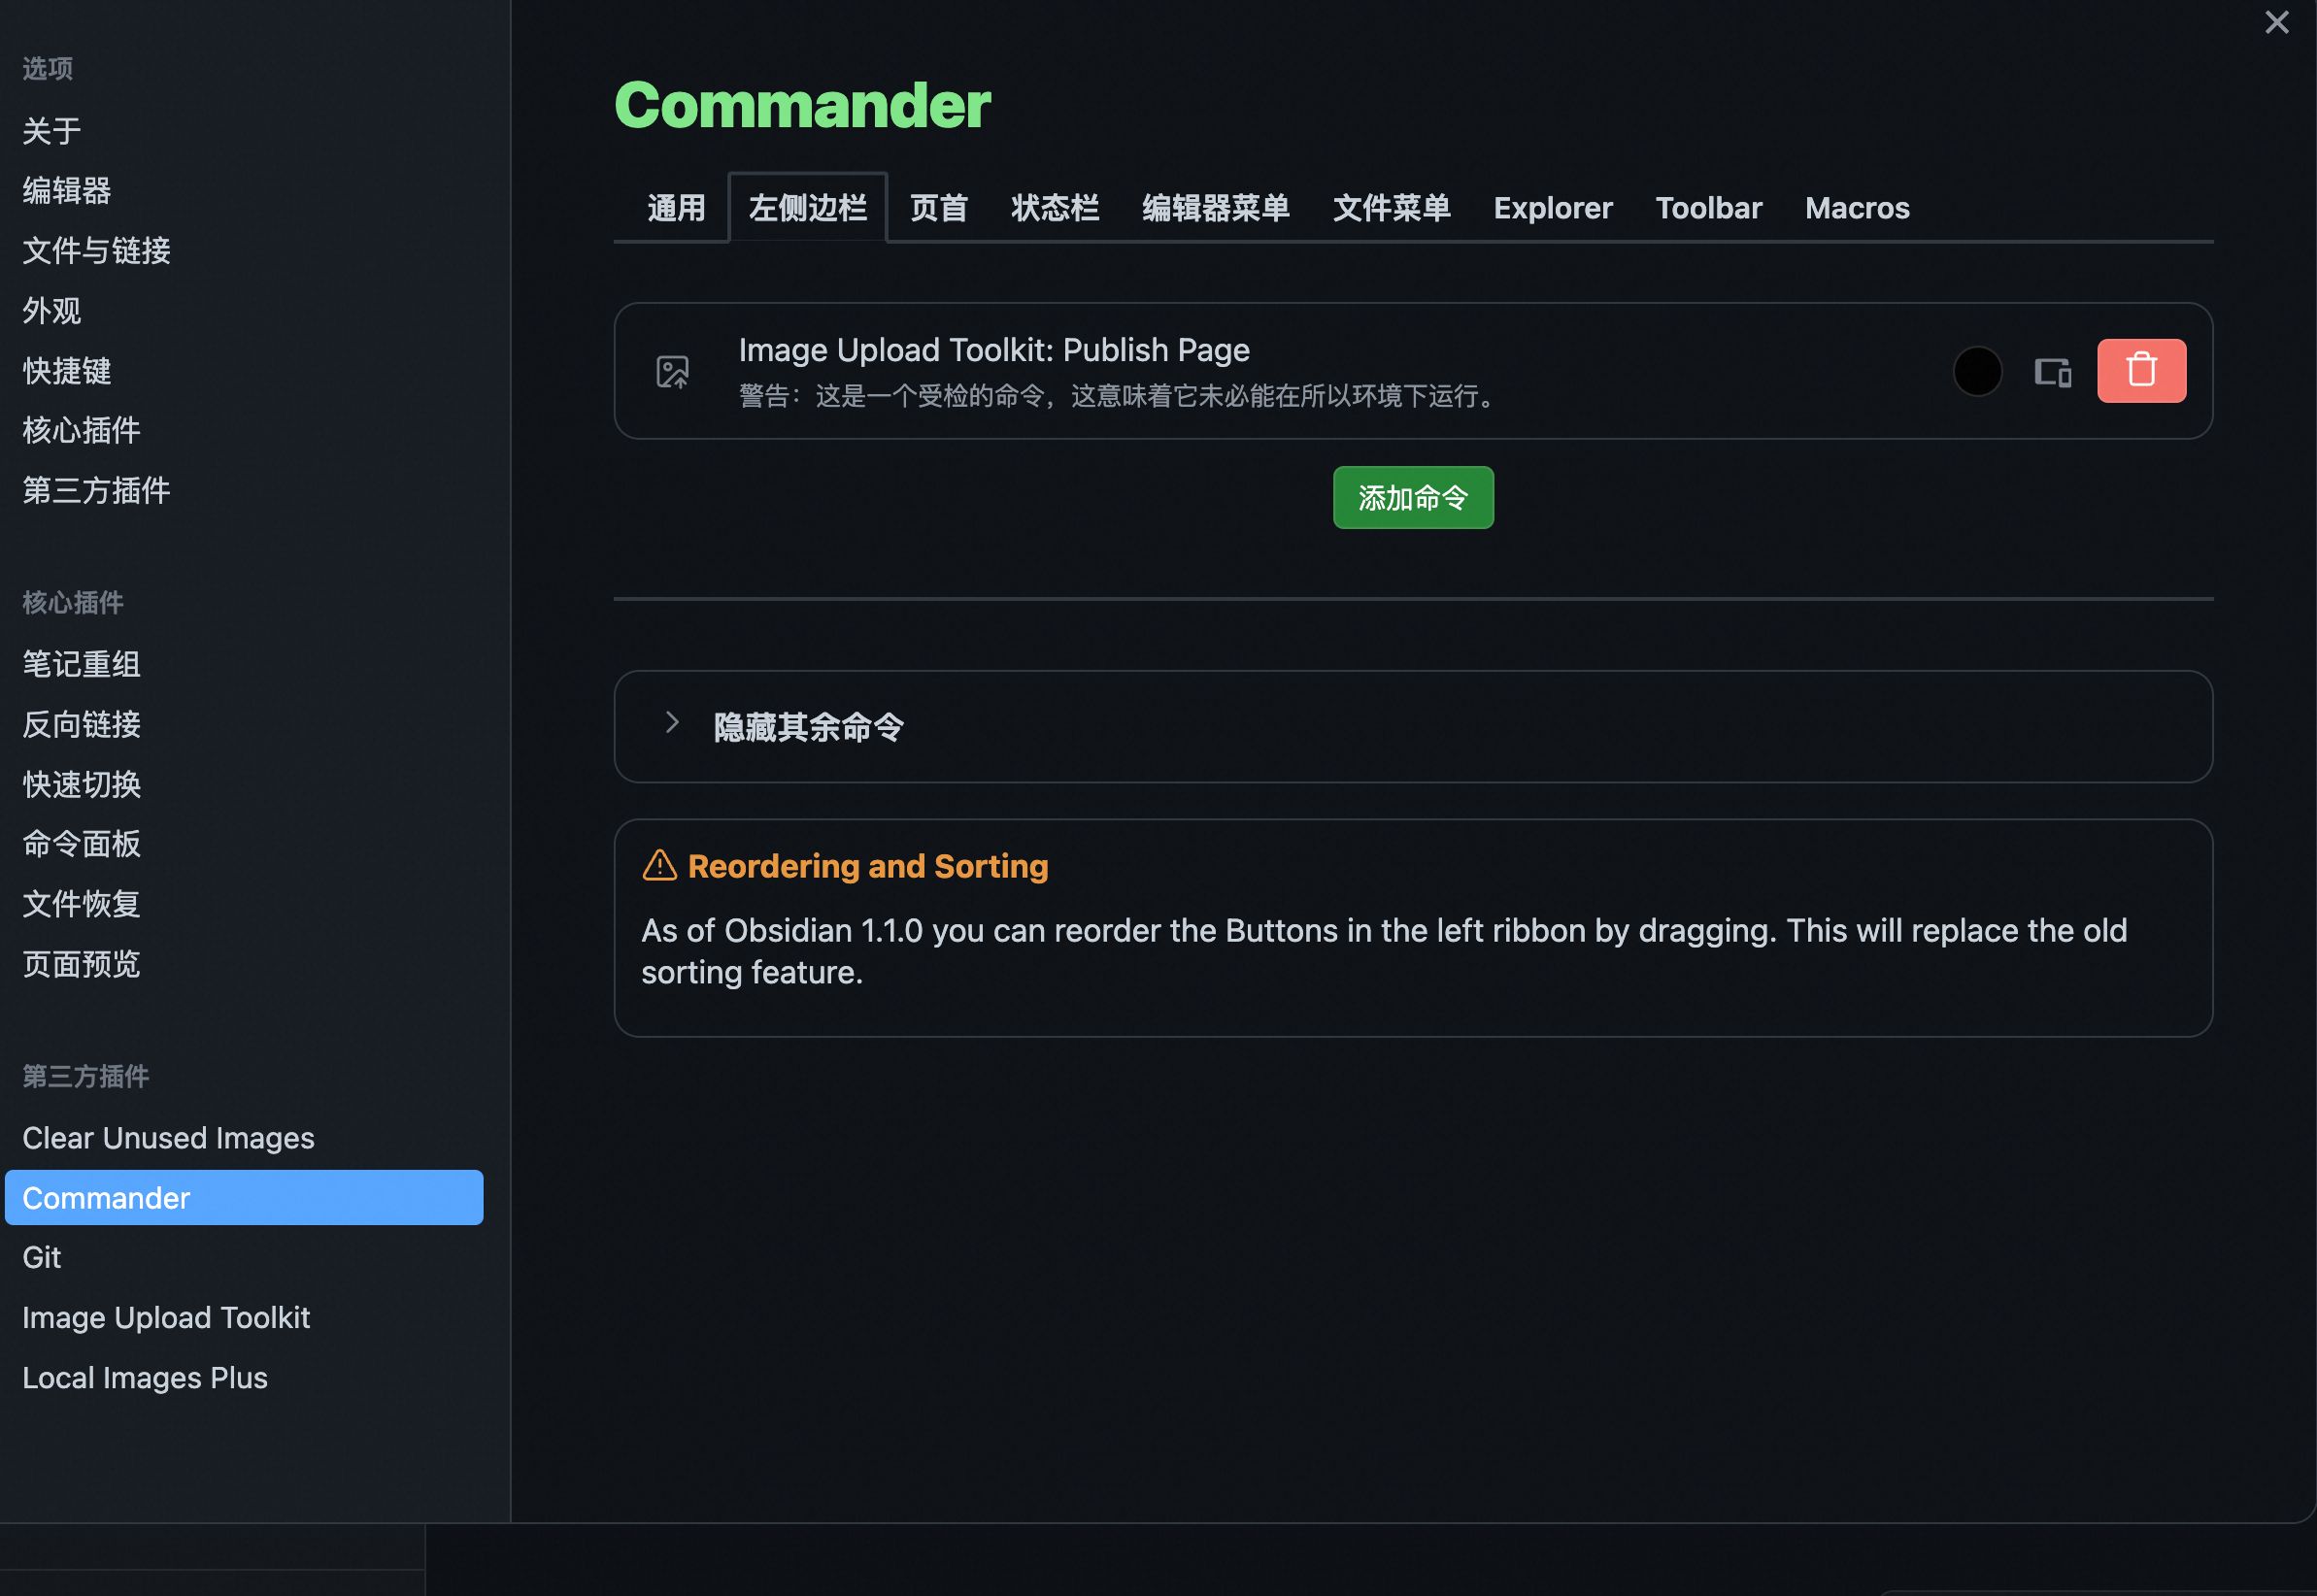 选项
关于
编辑器
文件与链接
外观
快捷键
核心插件
第三方插件
核心插件
笔记重组
反向链接
快速切换
命令面板
文件恢复
页面预览
第三方插件
Clear Unused Images
Commander
Git
Image Upload Toolkit
Local Images Plus
Commander
通用 左侧边栏 页首 状态栏 编辑器菜单 文件菜单 Explorer Toolbar Macros
Image Upload Toolkit: Publish Page
警告：这是一个受检的命令，这意味着它未必能在所以环境下运行。
添加命令
隐藏其余命令
Reordering and Sorting
As of Obsidian 1.1.0 you can reorder the Buttons in the left ribbon by dragging. This will replace the old
sorting feature.